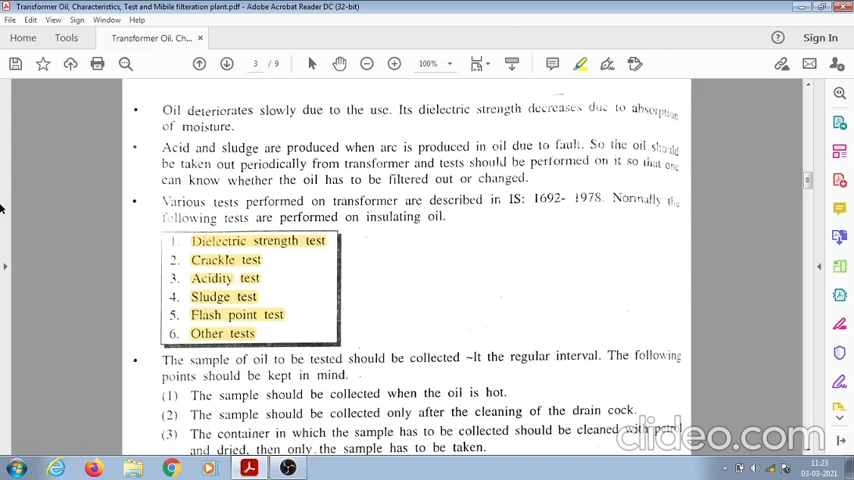 Transformer Oil, Characteristics, Test and Mibile filteration plant.pdf - Adobe Acrobat Reader DC (32-bit)
File Edit View Sign Window Help
Home Tools Transformer Oil, Ch... × Sign In
3 / 9 100%
• Oil deteriorates slowly due to the use. Its dielectric strength decreases due to absorption
of moisture.
• Acid and sludge are produced when arc is produced in oil due to fault. So the oil should
be taken out periodically from transformer and tests should be performed on it so that one
can know whether the oil has to be filtered out or changed.
• Various tests performed on transformer are described in IS: 1692- 1978. Normally the
following tests are performed on insulating oil.
1. Dielectric strength test
2. Crackle test
3. Acidity test
4. Sludge test
5. Flash point test
6. Other tests
• The sample of oil to be tested should be collected ~lt the regular interval. The following
points should be kept in mind.
(1) The sample should be collected when the oil is hot.
(2) The sample should be collected only after the cleaning of the drain cock.
(3) The container in which the sample has to be collected should be cleaned with petrol
and dried, then only the sample has to be taken.
clideo.com
11:23
03-03-2021